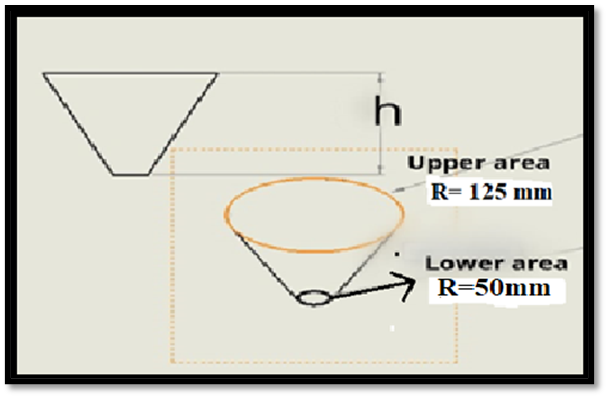 h
Upper area
R= 125 mm
Lower area
R=50mm